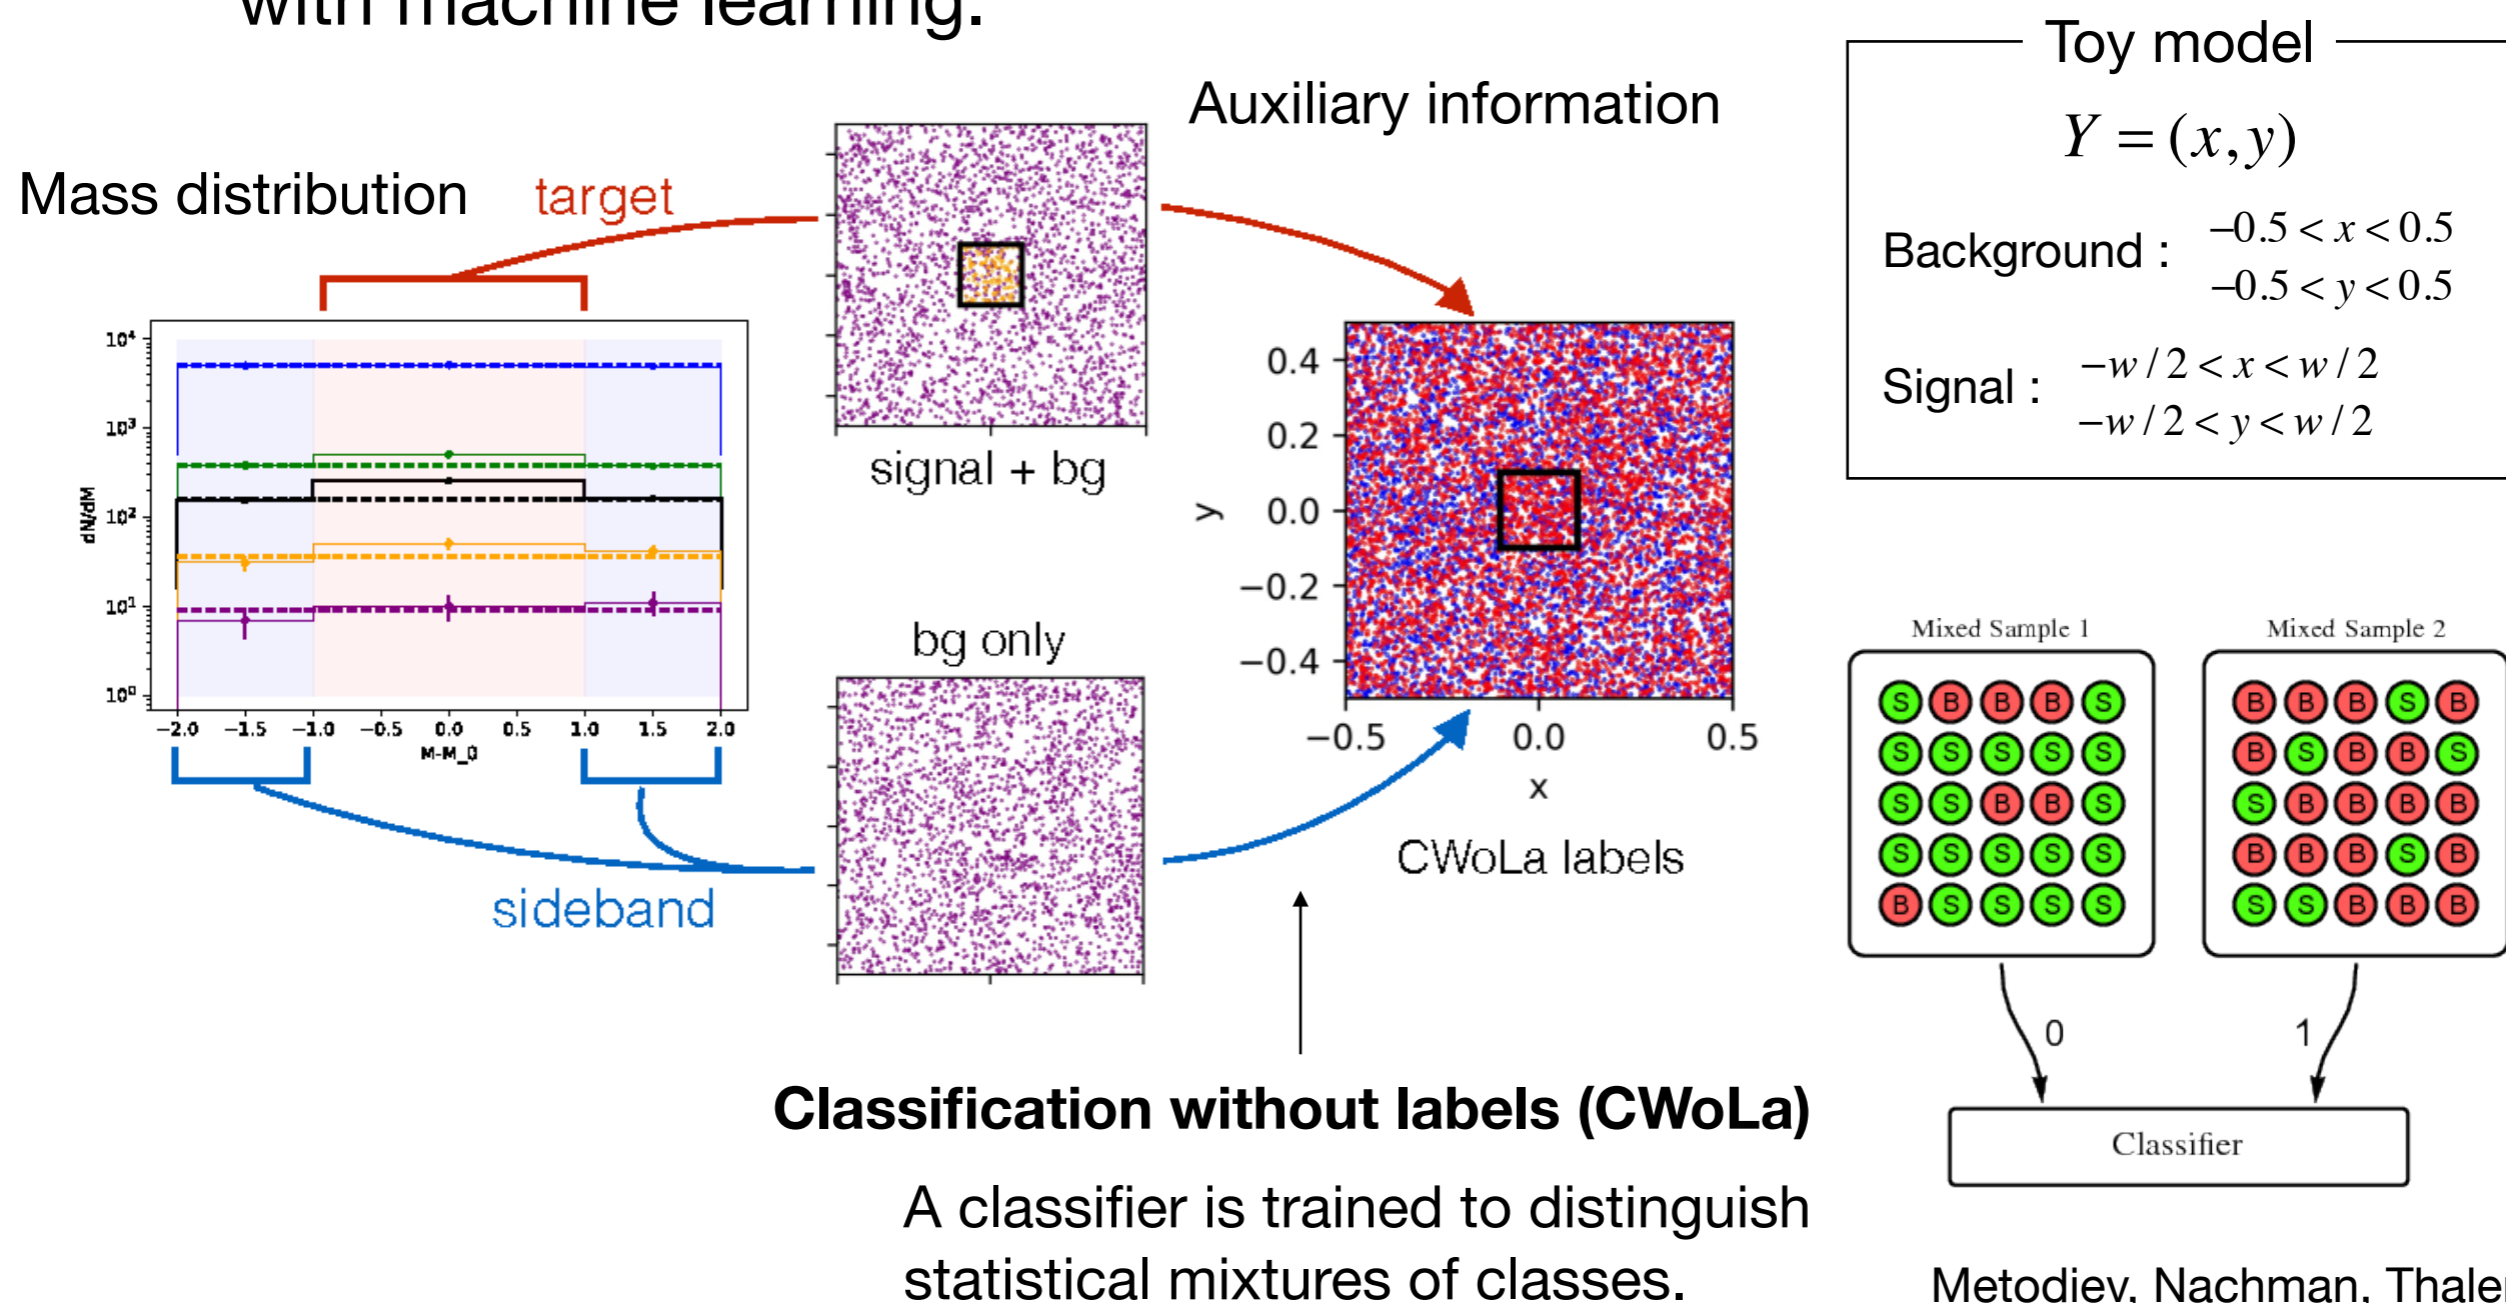 with machine learning.
Mass distribution
target
Auxiliary information
signal + bg
bg only
sideband
dN/dM
10⁴
10³
10²
10¹
10⁰
−2.0 −1.5 −1.0 −0.5 0.0 0.5 1.0 1.5 2.0
M-M_0
y
0.4
0.2
0.0
−0.2
−0.4
−0.5 0.0 0.5
x
CWoLa labels
Classification without labels (CWoLa)
A classifier is trained to distinguish
statistical mixtures of classes.
Toy model
Y = (x, y)
Background : −0.5 < x < 0.5
−0.5 < y < 0.5
Signal : −w / 2 < x < w / 2
−w / 2 < y < w / 2
Mixed Sample 1
S B B B S
S S S S S
S S B B S
S S S S S
B S S S S
Mixed Sample 2
B B B S B
B S B B S
S B B B B
B B B S B
S S B B B
0
1
Classifier
Metodiev, Nachman, Thaler